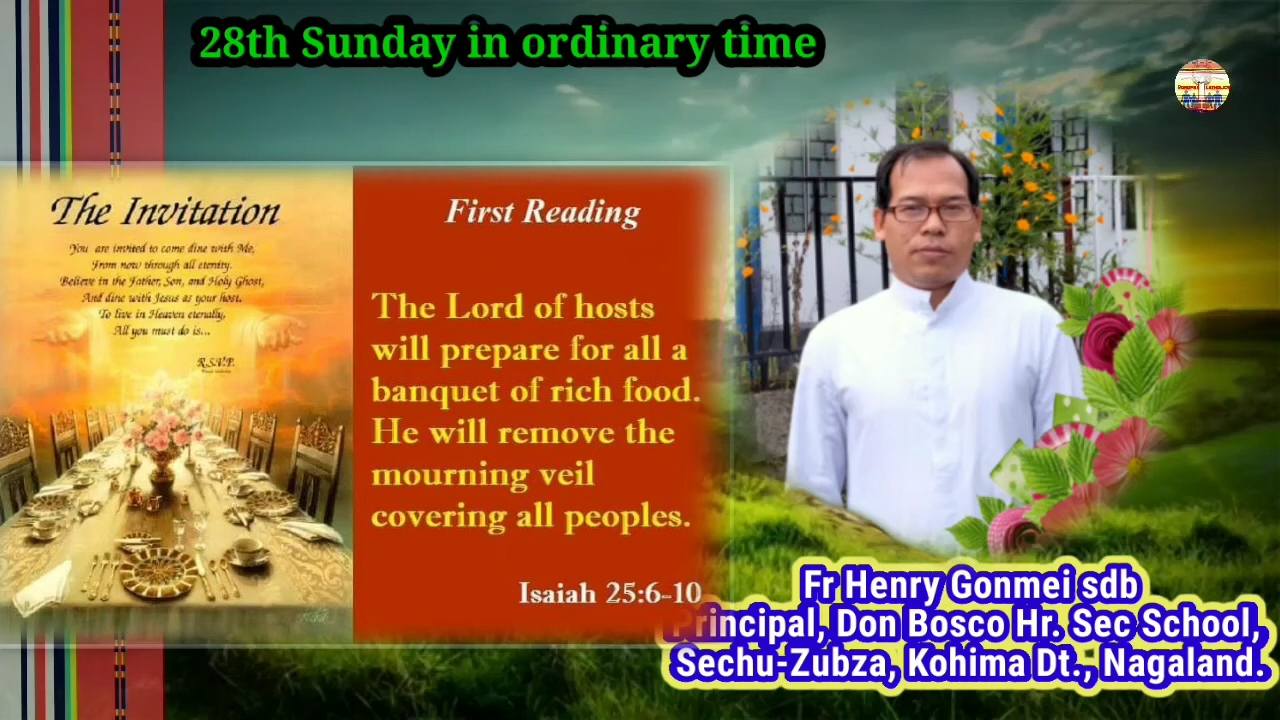 28th Sunday in ordinary time
The Invitation
You are invited to come dine with Me,
From now through all eternity.
Believe in the Father, Son, and Holy Ghost,
And dine with Jesus as your host.
To live in Heaven eternally,
All you must do is...
R.S.V.P.
First Reading
The Lord of hosts
will prepare for all a
banquet of rich food.
He will remove the
mourning veil
covering all peoples.
Isaiah 25:6-10
Fr Henry Gonmei sdb
Principal, Don Bosco Hr. Sec School,
Sechu-Zubza, Kohima Dt., Nagaland.